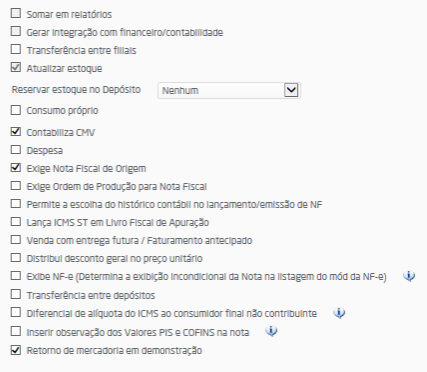 Somar em relatórios
Gerar integração com financeiro/contabilidade
Transferência entre filiais
Atualizar estoque
Reservar estoque no Depósito Nenhum
Consumo próprio
Contabiliza CMV
Despesa
Exige Nota Fiscal de Origem
Exige Ordem de Produção para Nota Fiscal
Permite a escolha do histórico contábil no lançamento/emissão de NF
Lança ICMS ST em Livro Fiscal de Apuração
Venda com entrega futura / Faturamento antecipado
Distribui desconto geral no preço unitário
Exibe NF-e (Determina a exibição incondicional da Nota na listagem do mód da NF-e)
Transferência entre depósitos
Diferencial de alíquota do ICMS ao consumidor final não contribuinte
Inserir observação dos Valores PIS e COFINS na nota
Retorno de mercadoria em demonstração